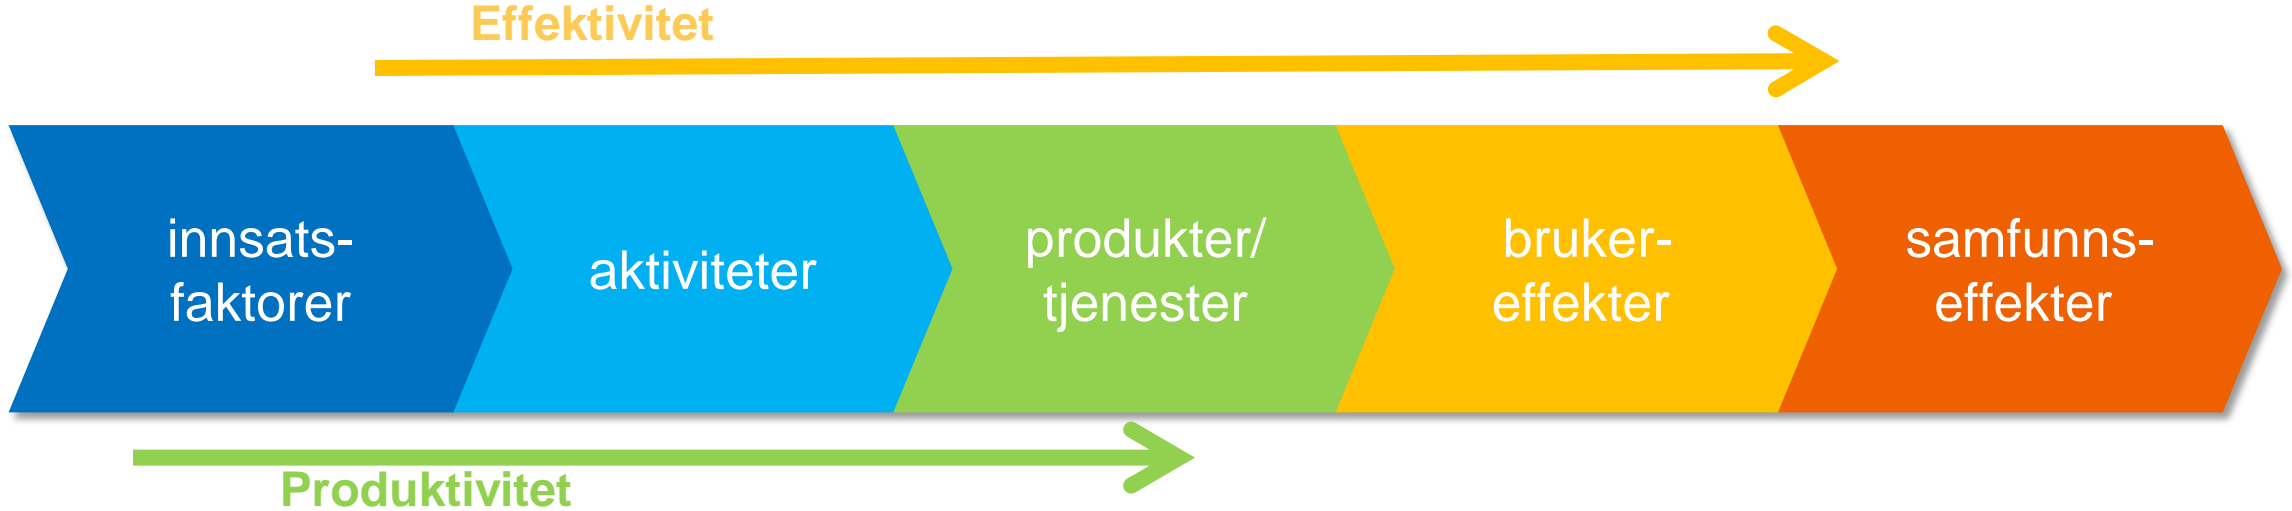 Effektivitet
innsats-
faktorer
aktiviteter
produkter/
tjenester
bruker-
effekter
samfunns-
effekter
Produktivitet